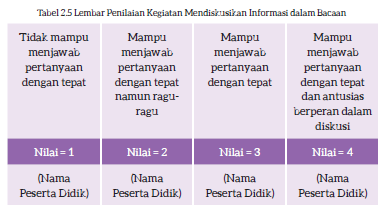 Tabel 2.5 Lembar Penilaian Kegiatan Mendiskusikan Informasi dalam Bacaan
Tidak mampu
menjawab
pertanyaan
dengan tepat
Mampu
menjawab
pertanyaan
dengan tepat
namun ragu-
ragu
Mampu
menjawab
pertanyaan
dengan tepat
Mampu
menjawab
pertanyaan
dengan tepat
dan antusias
berperan dalam
diskusi
Nilai = 1
Nilai = 2
Nilai = 3
Nilai = 4
(Nama
Peserta Didik)
(Nama
Peserta Didik)
(Nama
Peserta Didik)
(Nama
Peserta Didik)